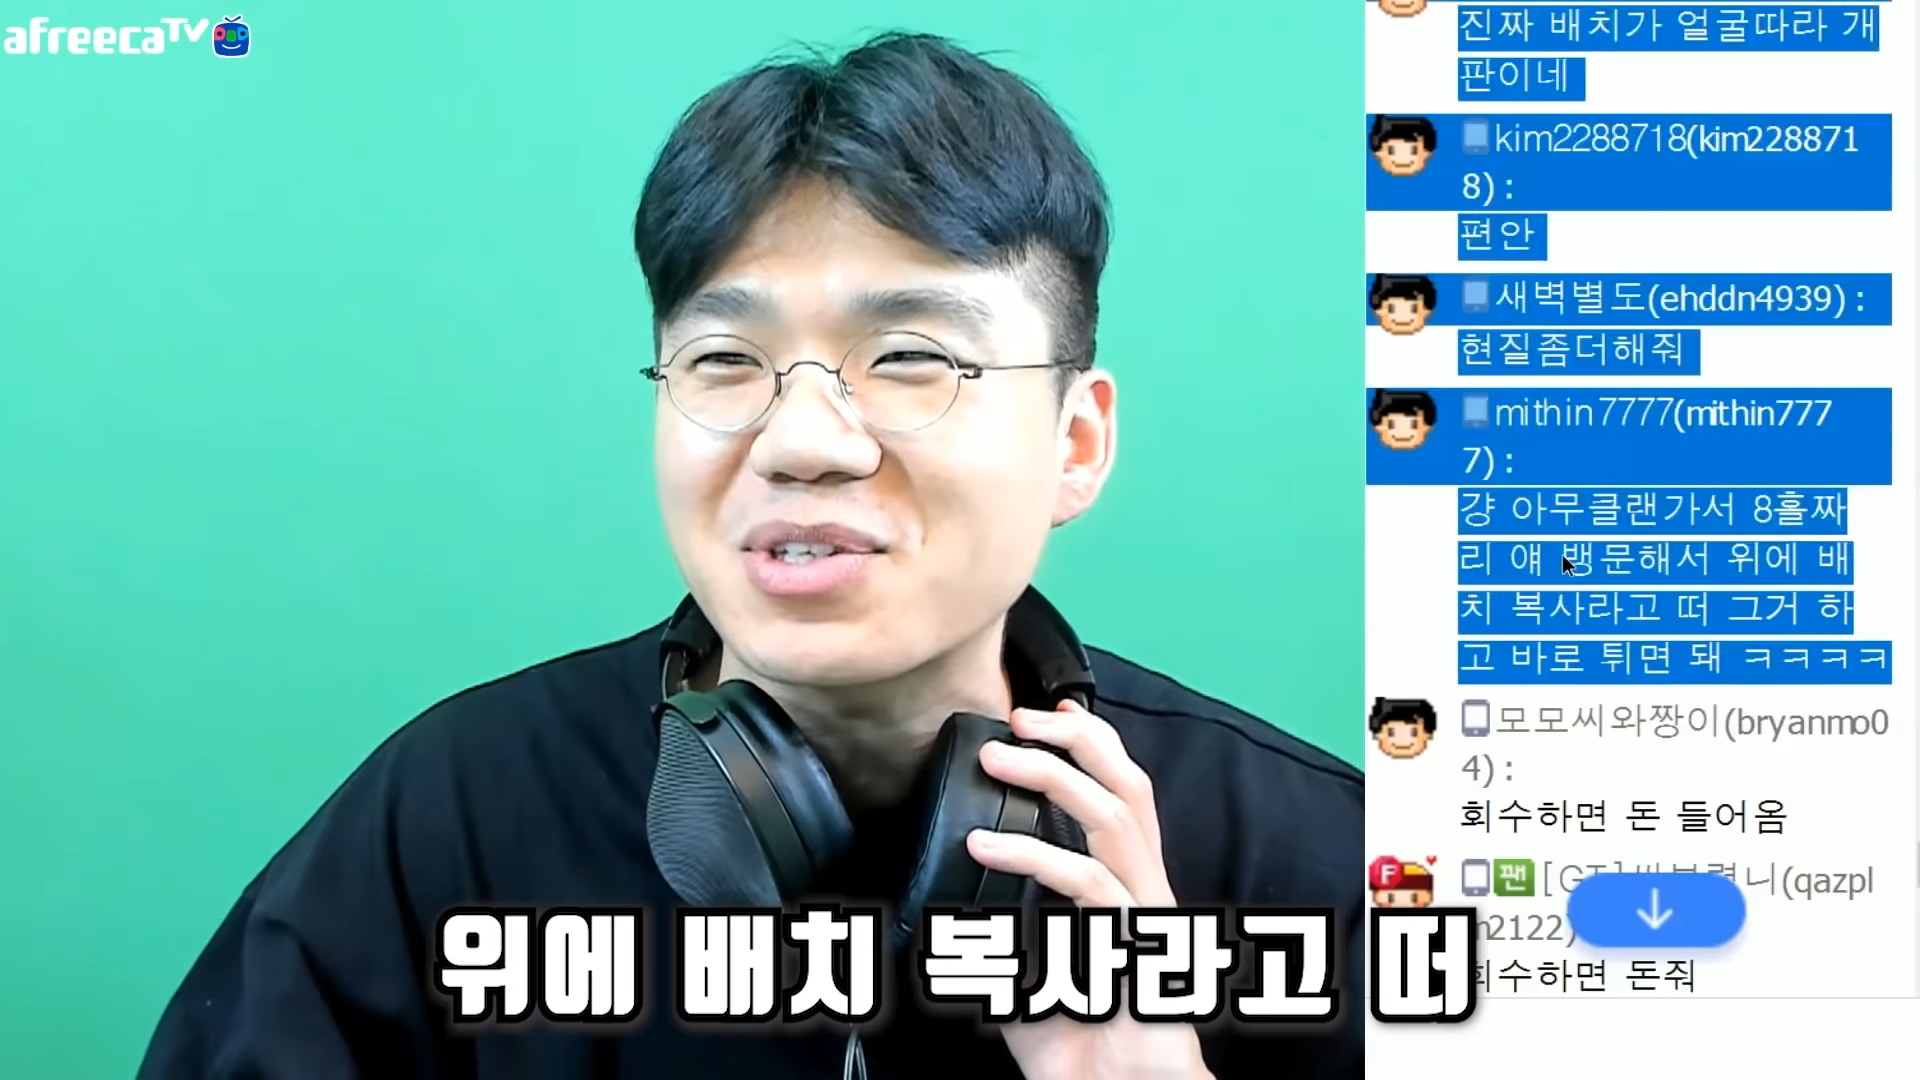 afreecaTV
진짜 배치가 얼굴따라 개
판이네
kim2288718(kim228871
8) :
편안
새벽별도(ehddn4939) :
현질좀더해줘
mithin7777(mithin777
7) :
걍 아무클랜가서 8홀짜
리 얘 뱅문해서 위에 배
치 복사라고 떠 그거 하
고 바로 튀면 돼 ㅋㅋㅋㅋ
모모씨와짱이(bryanmo0
4) :
회수하면 돈 들어옴
팬 (qazpl
2122)
회수하면 돈줘
위에 배치 복사라고 떠